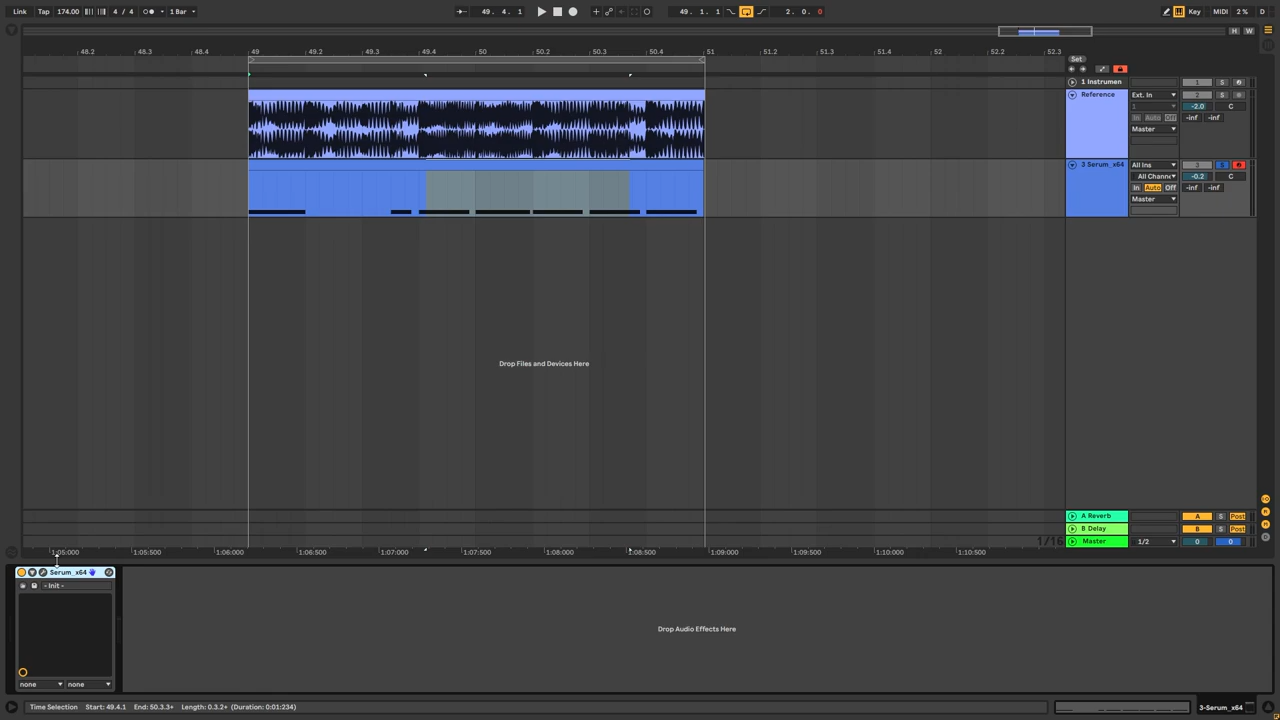 Link Tap 174.00 4 / 4 1 Bar 49. 4. 1 49. 1. 1 2. 0. 0 Key MIDI 2 % D
H W
48.2 48.3 48.4 49 49.2 49.3 49.4 50 50.2 50.3 50.4 51 51.2 51.3 51.4 52 52.2 52.3
Set
1 Instrumen 1 S
Reference Ext. In 2 S
1 -2.0 C
In Auto Off -inf -inf
Master
3 Serum_x64 All Ins 3 S
All Channe -0.2 C
In Auto Off -inf -inf
Master
Drop Files and Devices Here
A Reverb A S Post
B Delay B S Post
1/16 Master 1/2 0 0
1:05:000 1:05:500 1:06:000 1:06:500 1:07:000 1:07:500 1:08:000 1:08:500 1:09:000 1:09:500 1:10:000 1:10:500
Serum_x64
- Init -
Drop Audio Effects Here
none none
Time Selection Start: 49.4.1 End: 50.3.3+ Length: 0.3.2+ (Duration: 0:01:234) 3-Serum_x64